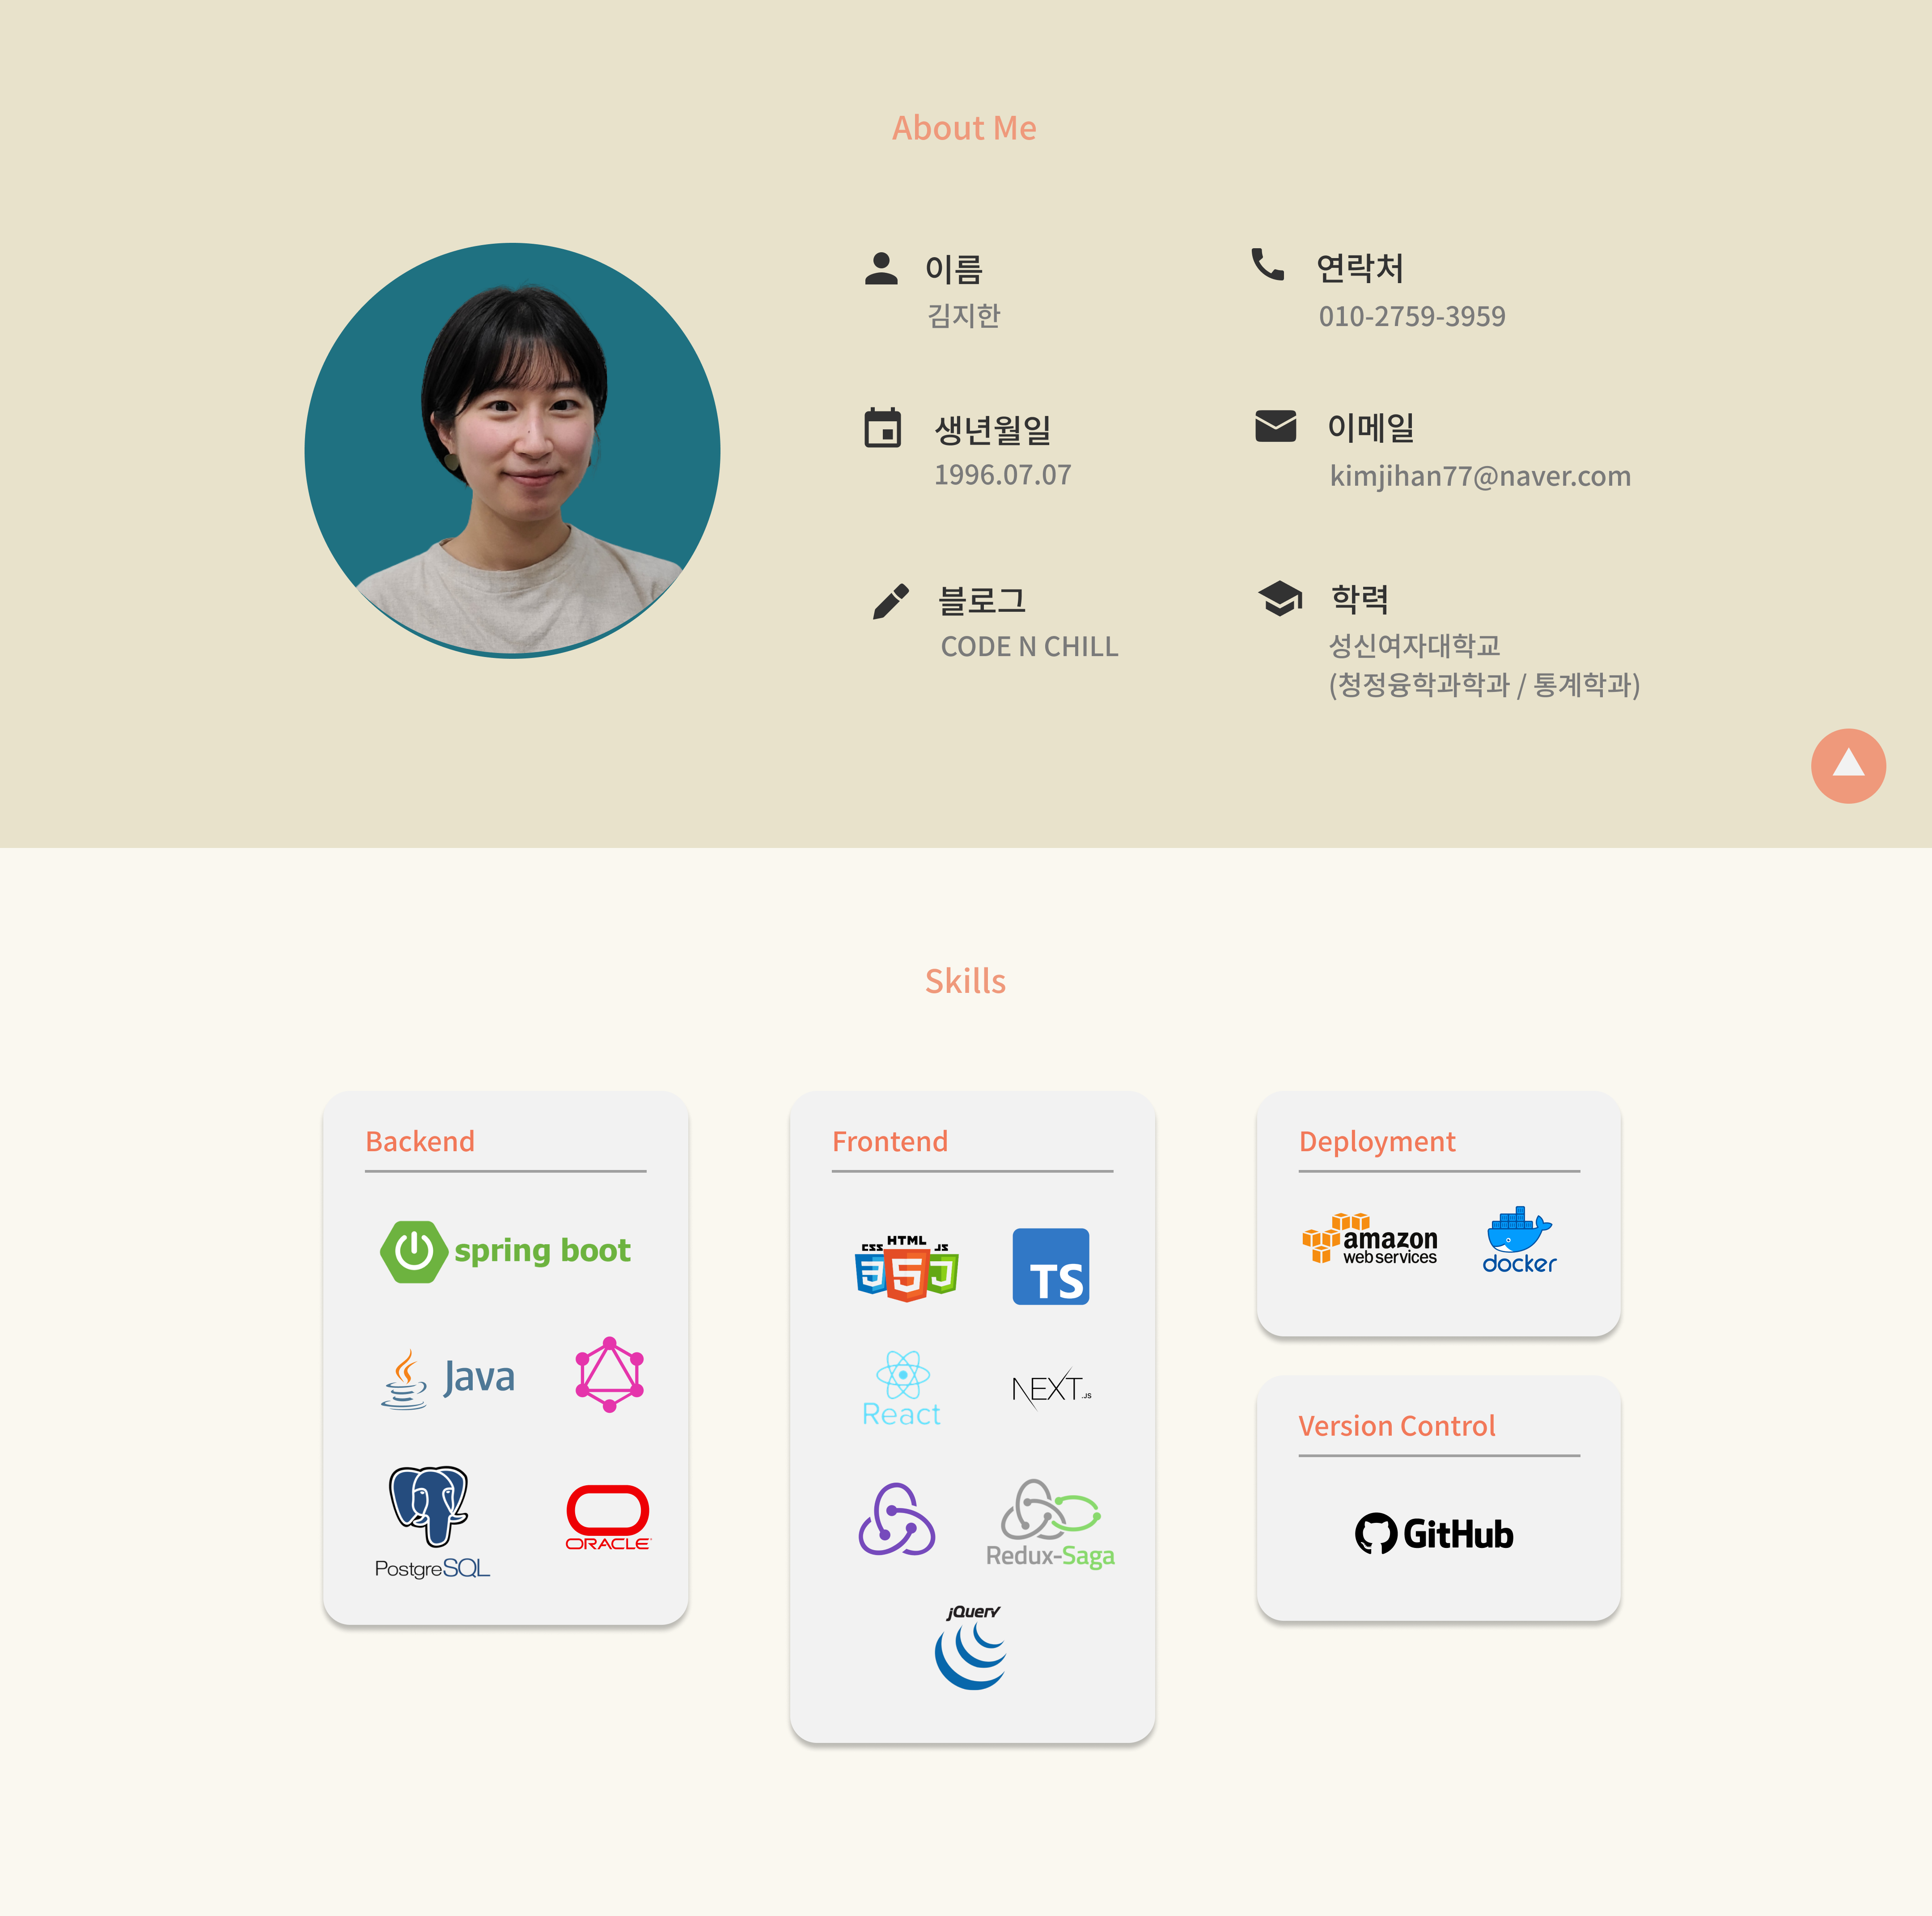 About Me
이름
김지한
연락처
010-2759-3959
생년월일
1996.07.07
이메일
kimjihan77@naver.com
블로그
CODE N CHILL
학력
성신여자대학교
(청정융학과학과 / 통계학과)
Skills
Backend
spring boot
Java
PostgreSQL
ORACLE
Frontend
CSS HTML JS
3 5 J
TS
React
NEXT.JS
Redux-Saga
jQuery
Deployment
amazon
web services
docker
Version Control
GitHub